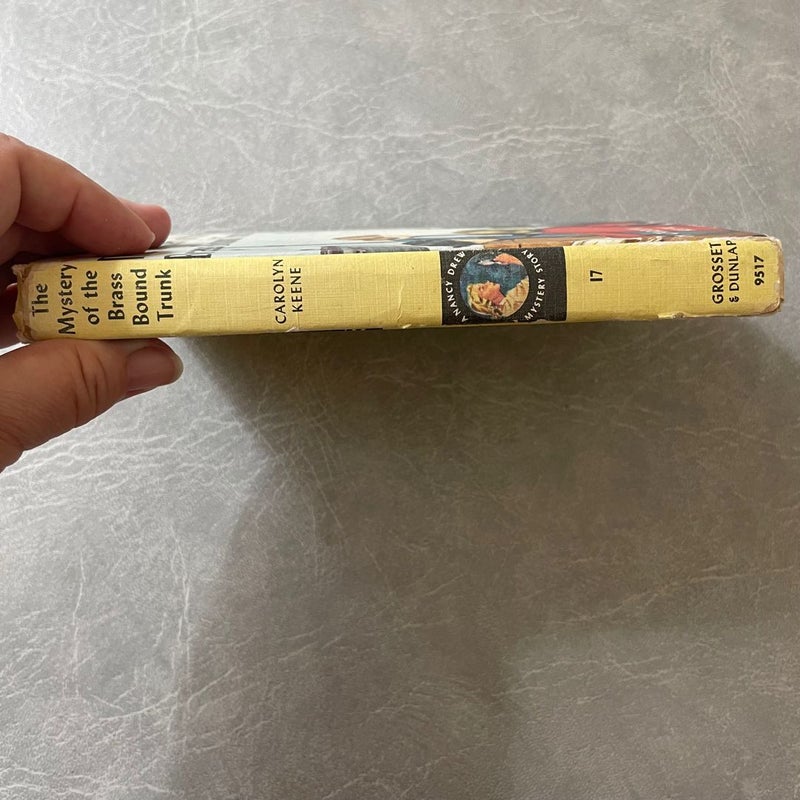 The
Mystery
of the
Brass
Bound
Trunk
CAROLYN
KEENE
A NANCY DREW
MYSTERY STORY
17
GROSSET
& DUNLAP
9517